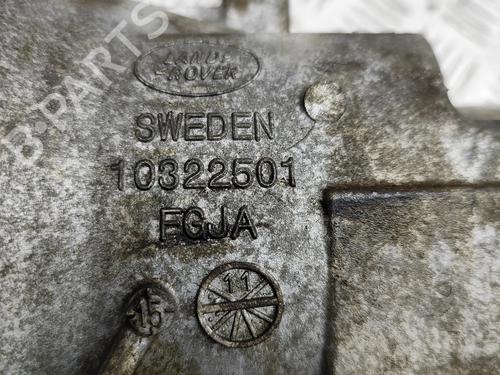 B-PARTS
LAND
ROVER
SWEDEN
10322501
FGJA
11
15